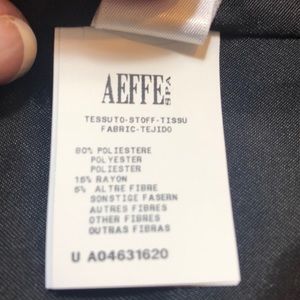 AEFFE SPA
TESSUTO-STOFF-TISSU
FABRIC-TEJIDO
80% POLIESTERE
POLYESTER
POLIESTER
15% RAYON
5% ALTRE FIBRE
SONSTIGE FASERN
AUTRES FIBRES
OTHER FIBRES
OUTRAS FIBRAS
U A04631620